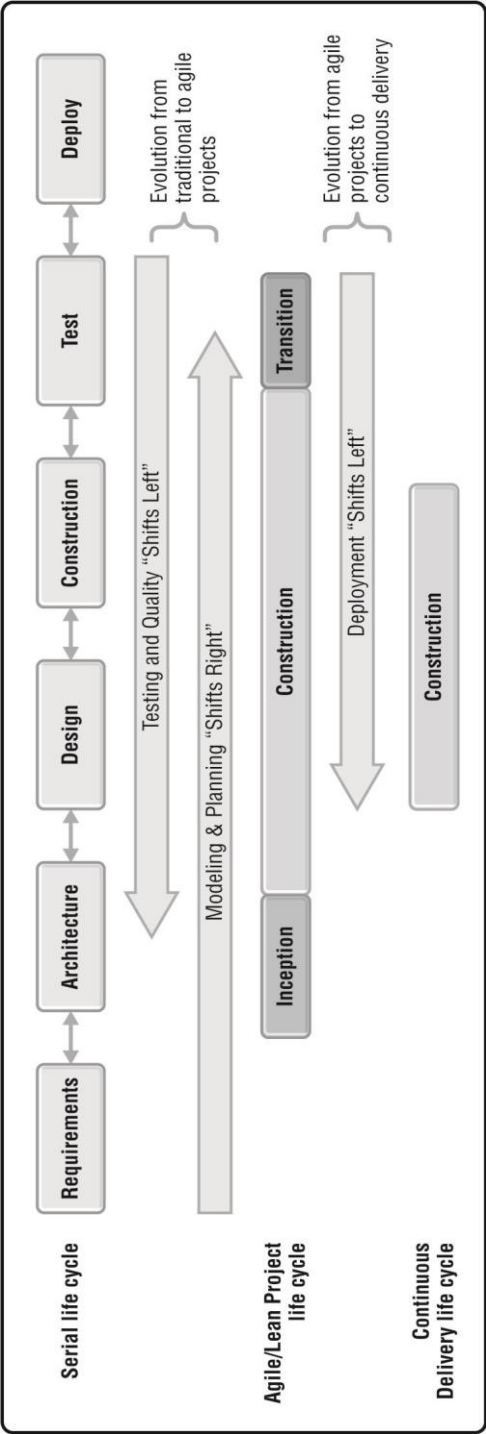 Serial life cycle
Requirements
Architecture
Design
Construction
Test
Deploy
Testing and Quality “Shifts Left”
Modeling & Planning “Shifts Right”
Evolution from
traditional to agile
projects
Agile/Lean Project
life cycle
Inception
Construction
Transition
Deployment “Shifts Left”
Evolution from agile
projects to
continuous delivery
Continuous
Delivery life cycle
Construction